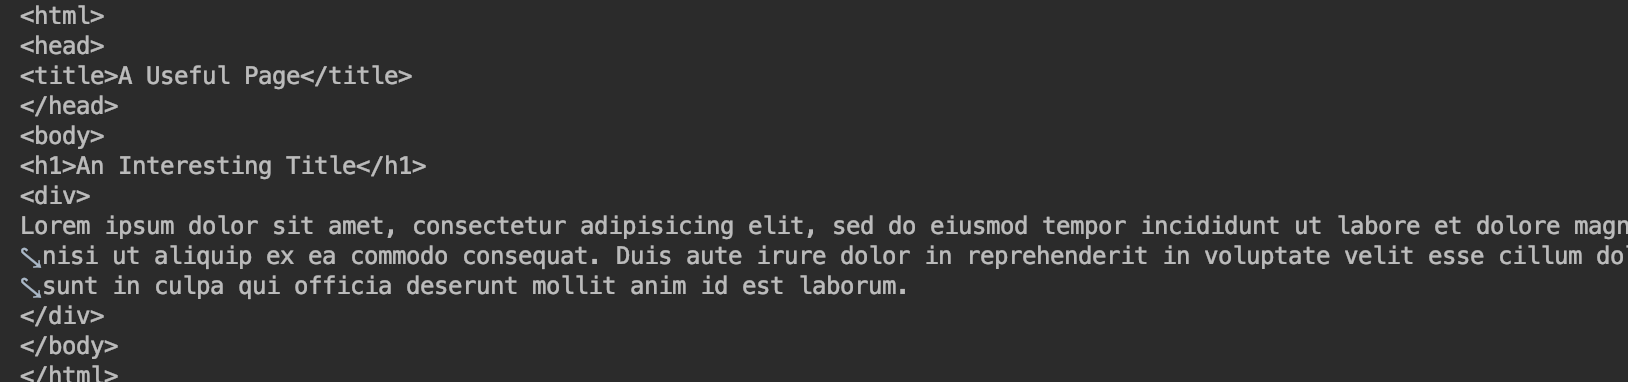 <html>
<head>
<title>A Useful Page</title>
</head>
<body>
<h1>An Interesting Title</h1>
<div>
Lorem ipsum dolor sit amet, consectetur adipisicing elit, sed do eiusmod tempor incididunt ut labore et dolore magn
nisi ut aliquip ex ea commodo consequat. Duis aute irure dolor in reprehenderit in voluptate velit esse cillum do
sunt in culpa qui officia deserunt mollit anim id est laborum.
</div>
</body>
</html>